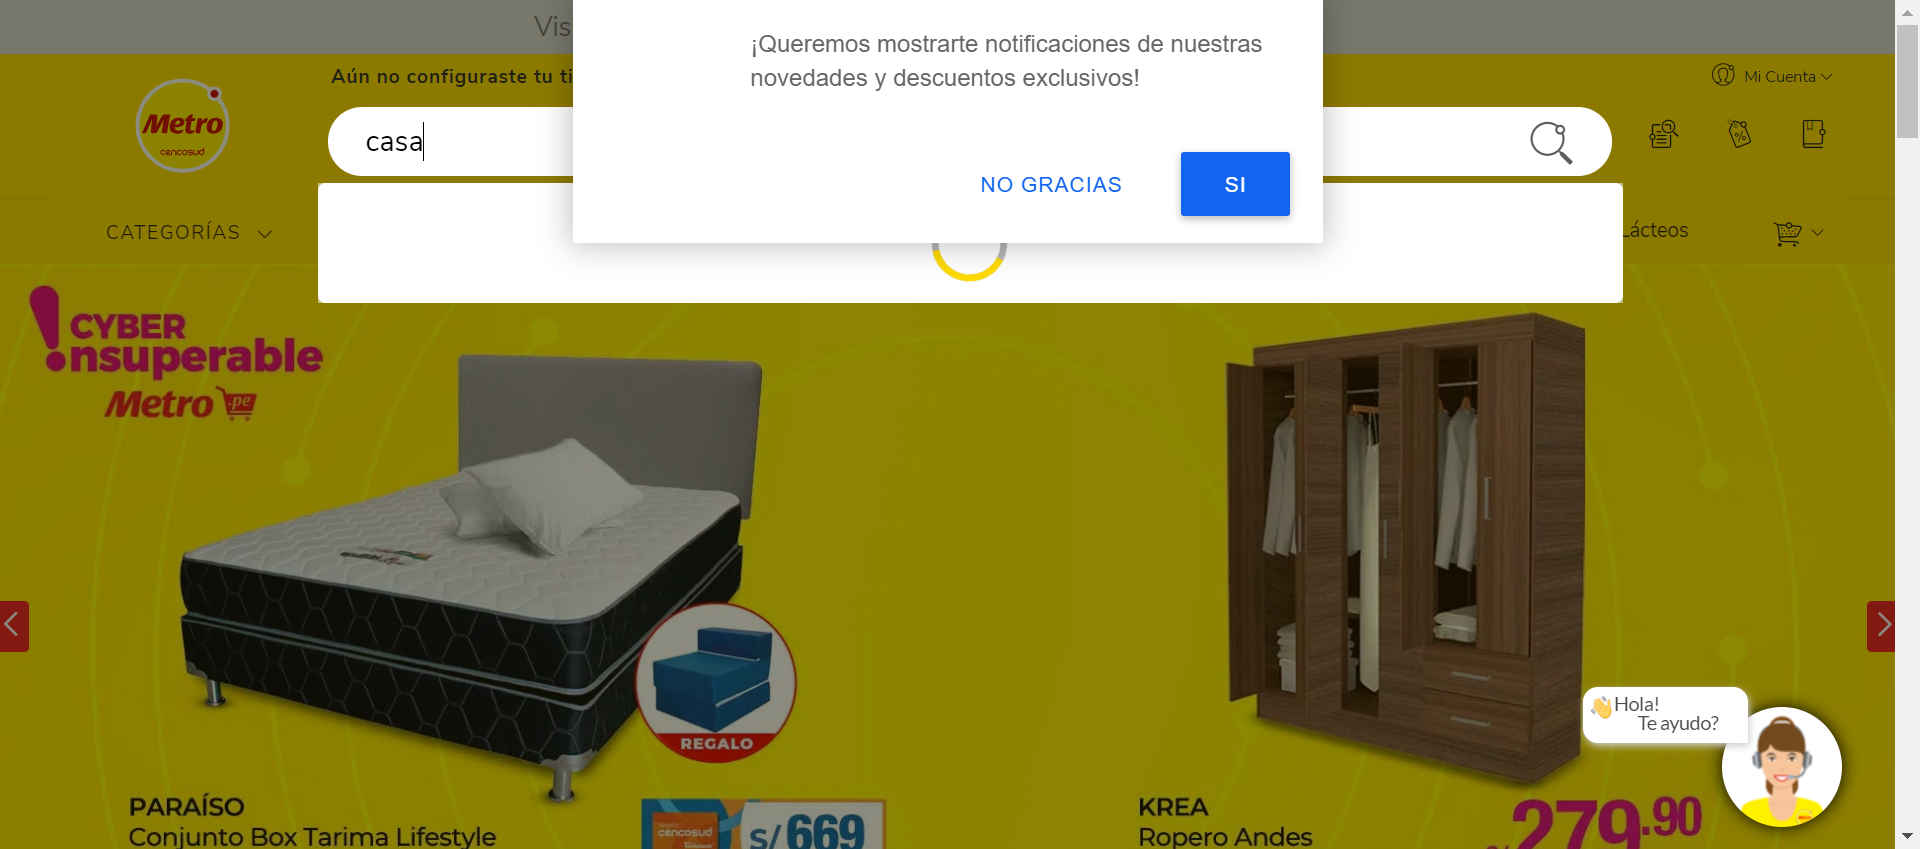 Vis
¡Queremos mostrarte notificaciones de nuestras
novedades y descuentos exclusivos!
NO GRACIAS
SI
Aún no configuraste tu ti
Mi Cuenta
Metro
cencosud
casa
CATEGORÍAS
Lácteos
CYBER
nsuperable
Metro .pe
REGALO
Hola!
Te ayudo?
PARAÍSO
Conjunto Box Tarima Lifestyle
cencosud
S/ 669
KREA
Ropero Andes
279.90